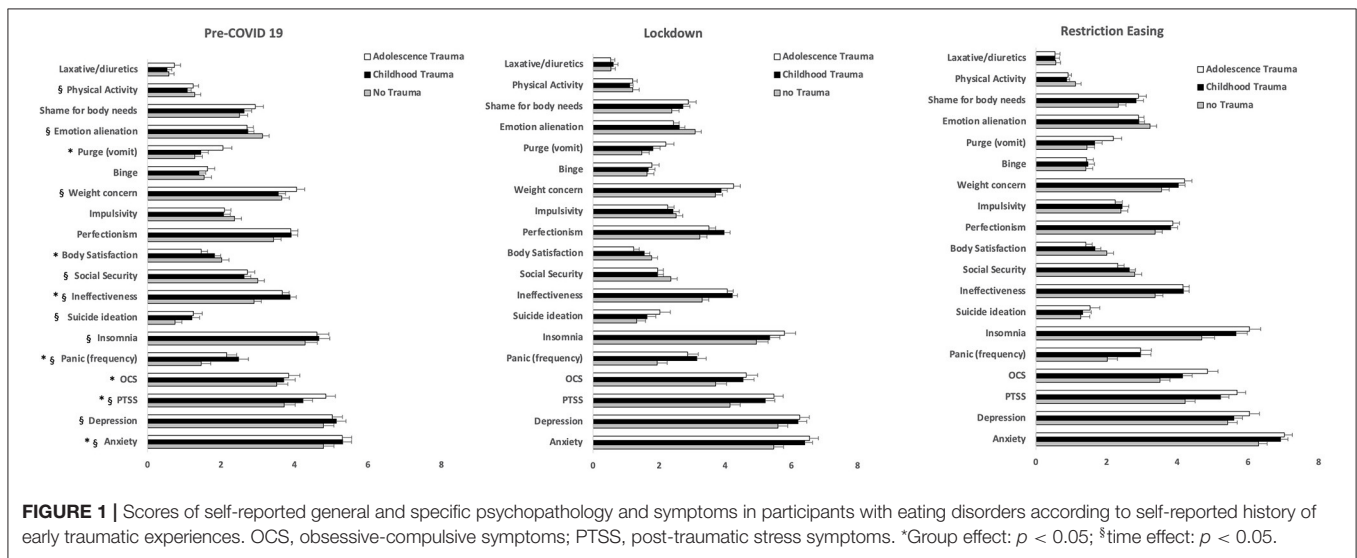 Pre-COVID 19
Adolescence Trauma
Childhood Trauma
No Trauma
Laxative/diuretics
§ Physical Activity
Shame for body needs
§ Emotion alienation
* Purge (vomit)
Binge
§ Weight concern
Impulsivity
Perfectionism
* Body Satisfaction
§ Social Security
* § Ineffectiveness
§ Suicide ideation
§ Insomnia
* § Panic (frequency)
* OCS
* § PTSS
§ Depression
* § Anxiety
0 2 4 6 8
Lockdown
Adolescence Trauma
Childhood Trauma
no Trauma
Laxative/diuretics
Physical Activity
Shame for body needs
Emotion alienation
Purge (vomit)
Binge
Weight concern
Impulsivity
Perfectionism
Body Satisfaction
Social Security
Ineffectiveness
Suicide ideation
Insomnia
Panic (frequency)
OCS
PTSS
Depression
Anxiety
0 2 4 6 8
Restriction Easing
Adolescence Trauma
Childhood Trauma
no Trauma
Laxative/diuretics
Physical Activity
Shame for body needs
Emotion alienation
Purge (vomit)
Binge
Weight concern
Impulsivity
Perfectionism
Body Satisfaction
Social Security
Ineffectiveness
Suicide ideation
Insomnia
Panic (frequency)
OCS
PTSS
Depression
Anxiety
0 2 4 6 8
FIGURE 1 | Scores of self-reported general and specific psychopathology and symptoms in participants with eating disorders according to self-reported history of
early traumatic experiences. OCS, obsessive-compulsive symptoms; PTSS, post-traumatic stress symptoms. *Group effect: p < 0.05; §time effect: p < 0.05.